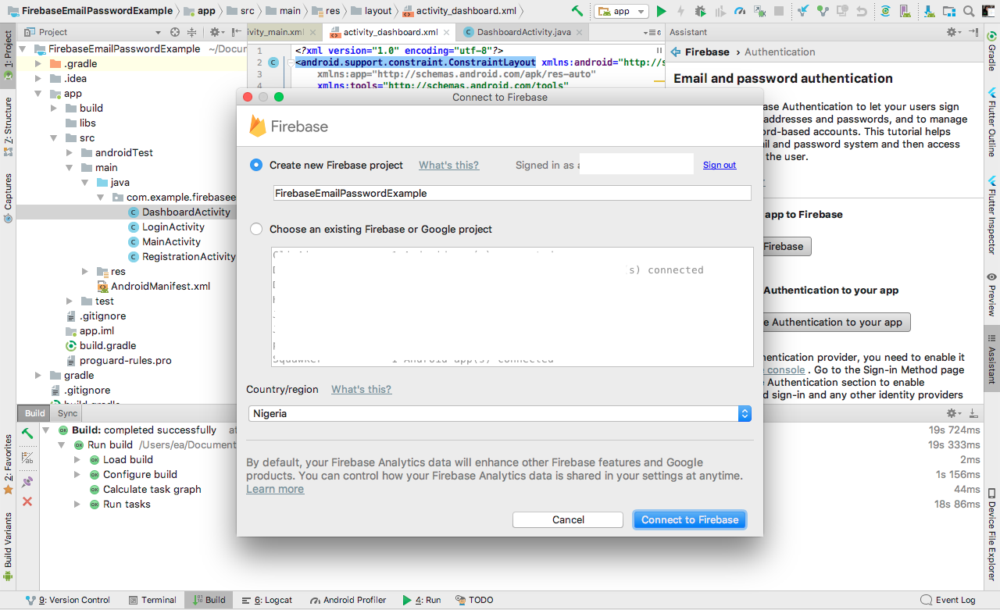 FirebaseEmailPasswordExample app src main res layout activity_dashboard.xml app
Project
ivity_main.xml activity_dashboard.xml DashboardActivity.java
Assistant
1: Project
Z: Structure
Captures
2: Favorites
Build Variants
FirebaseEmailPasswordExample ~/Docu
.gradle
.idea
app
build
libs
src
androidTest
main
java
com.example.firebasee
DashboardActivity
LoginActivity
MainActivity
RegistrationActivity
res
AndroidManifest.xml
test
.gitignore
app.iml
build.gradle
proguard-rules.pro
gradle
.gitignore
1 <?xml version="1.0" encoding="utf-8"?>
2 <android.support.constraint.ConstraintLayout xmlns:android="http://s
3 xmlns:app="http://schemas.android.com/apk/res-auto"
4 xmlns:tools="http://schemas.android.com/tools"
Connect to Firebase
Firebase
Create new Firebase project What's this? Signed in as Sign out
FirebaseEmailPasswordExample
Choose an existing Firebase or Google project
s) connected
Country/region What's this?
Nigeria
By default, your Firebase Analytics data will enhance other Firebase features and Google
products. You can control how your Firebase Analytics data is shared in your settings at anytime.
Learn more
Cancel Connect to Firebase
Firebase › Authentication
Email and password authentication
ase Authentication to let your users sign
addresses and passwords, and to manage
ord-based accounts. This tutorial helps
ail and password system and then access
the user.
app to Firebase
Firebase
Authentication to your app
e Authentication to your app
hentication provider, you need to enable it
console . Go to the Sign-in Method page
e Authentication section to enable
d sign-in and any other identity providers
Gradle
Flutter Outline
Flutter Inspector
Preview
Assistant
Device File Explorer
Build Sync
Build: completed successfully at 19s 724ms
Run build /Users/ea/Document 19s 333ms
Load build 2ms
Configure build 1s 156ms
Calculate task graph 44ms
Run tasks 18s 86ms
9: Version Control Terminal Build 6: Logcat Android Profiler 4: Run TODO Event Log